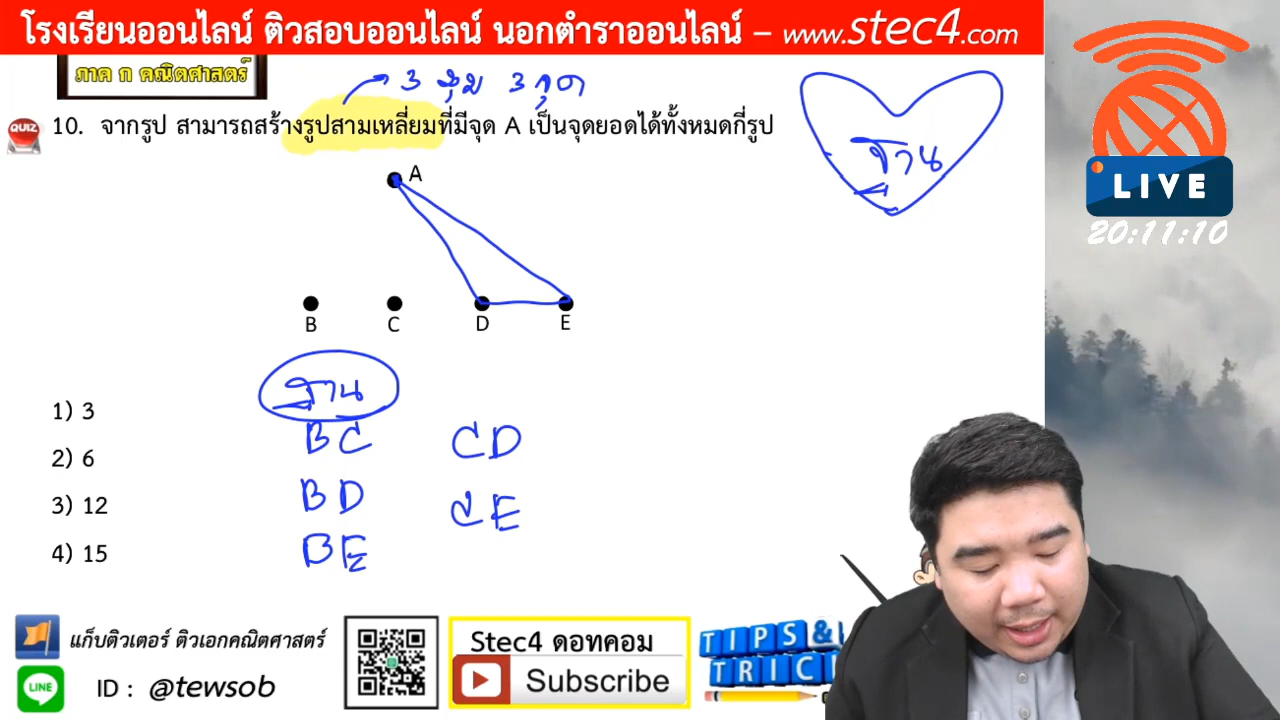 โรงเรียนออนไลน์ ติวสอบออนไลน์ นอกตำราออนไลน์ – www.stec4.com
ภาค ก คณิตศาสตร์
3 มุม 3 จุด
QUIZ
10. จากรูป สามารถสร้างรูปสามเหลี่ยมที่มีจุด A เป็นจุดยอดได้ทั้งหมดกี่รูป
ฐาน
LIVE
20:11:10
A
B C D E
ฐาน
1) 3
BC CD
2) 6
BD CE
3) 12
BE
4) 15
แก็บติวเตอร์ ติวเอกคณิตศาสตร์
LINE ID : @tewsob
Stec4 ดอทคอม
Subscribe
TIPS &
TRIC